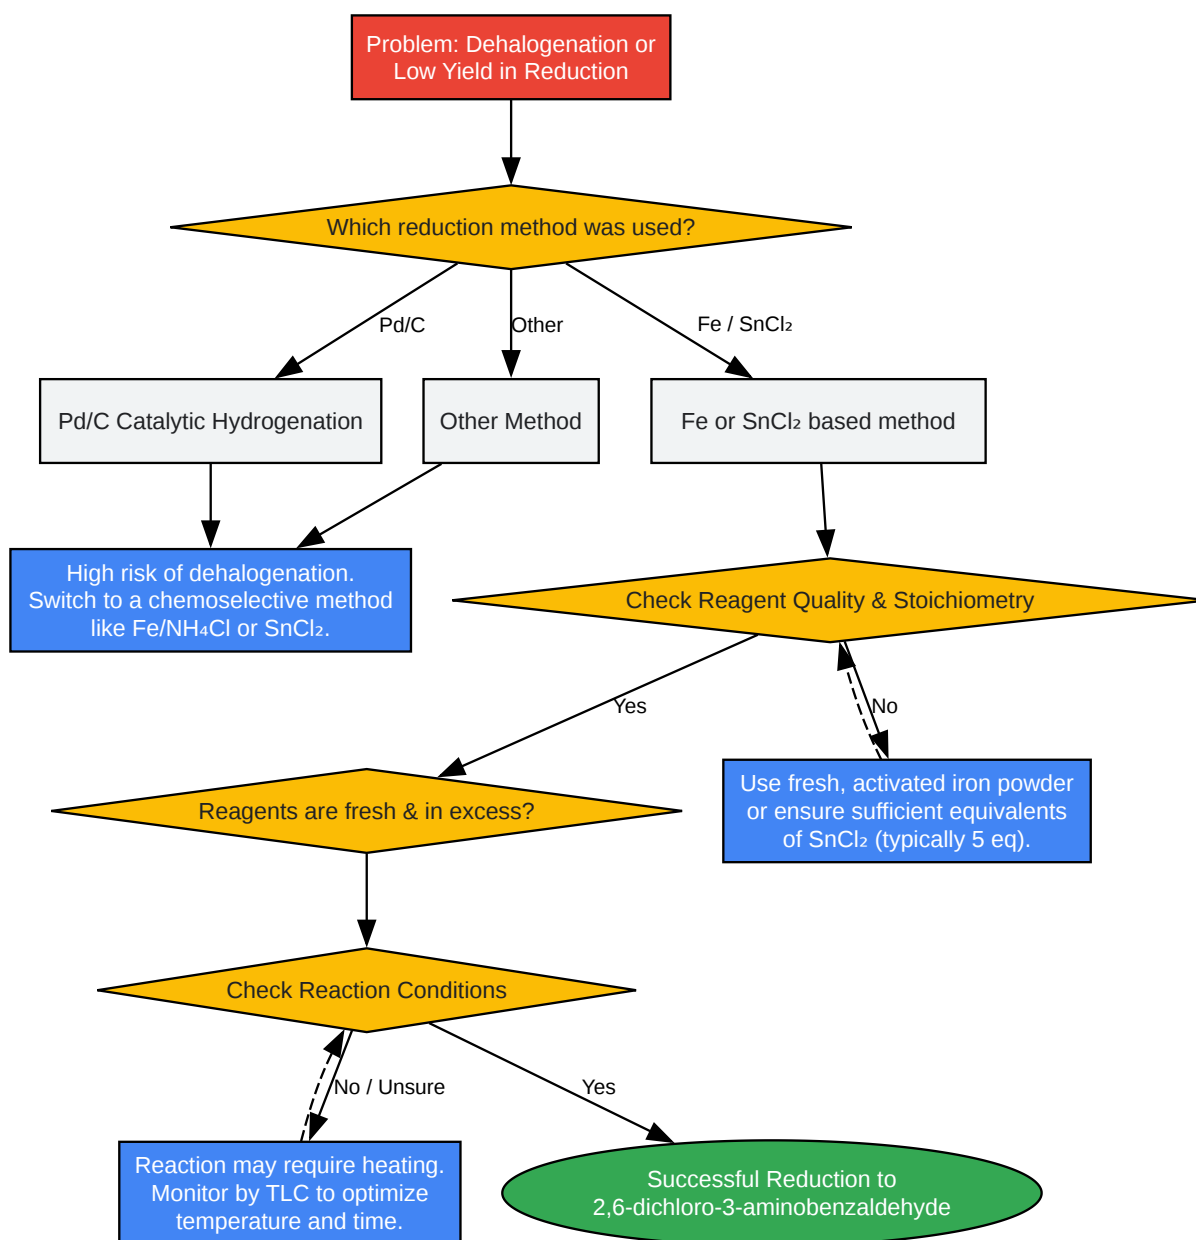 Problem: Dehalogenation or
Low Yield in Reduction
Which reduction method was used?
Pd/C
Other
Fe / SnCl₂
Pd/C Catalytic Hydrogenation
Other Method
Fe or SnCl₂ based method
High risk of dehalogenation.
Switch to a chemoselective method
like Fe/NH₄Cl or SnCl₂.
Check Reagent Quality & Stoichiometry
Yes
No
Use fresh, activated iron powder
or ensure sufficient equivalents
of SnCl₂ (typically 5 eq).
Reagents are fresh & in excess?
Check Reaction Conditions
No / Unsure
Yes
Reaction may require heating.
Monitor by TLC to optimize
temperature and time.
Successful Reduction to
2,6-dichloro-3-aminobenzaldehyde